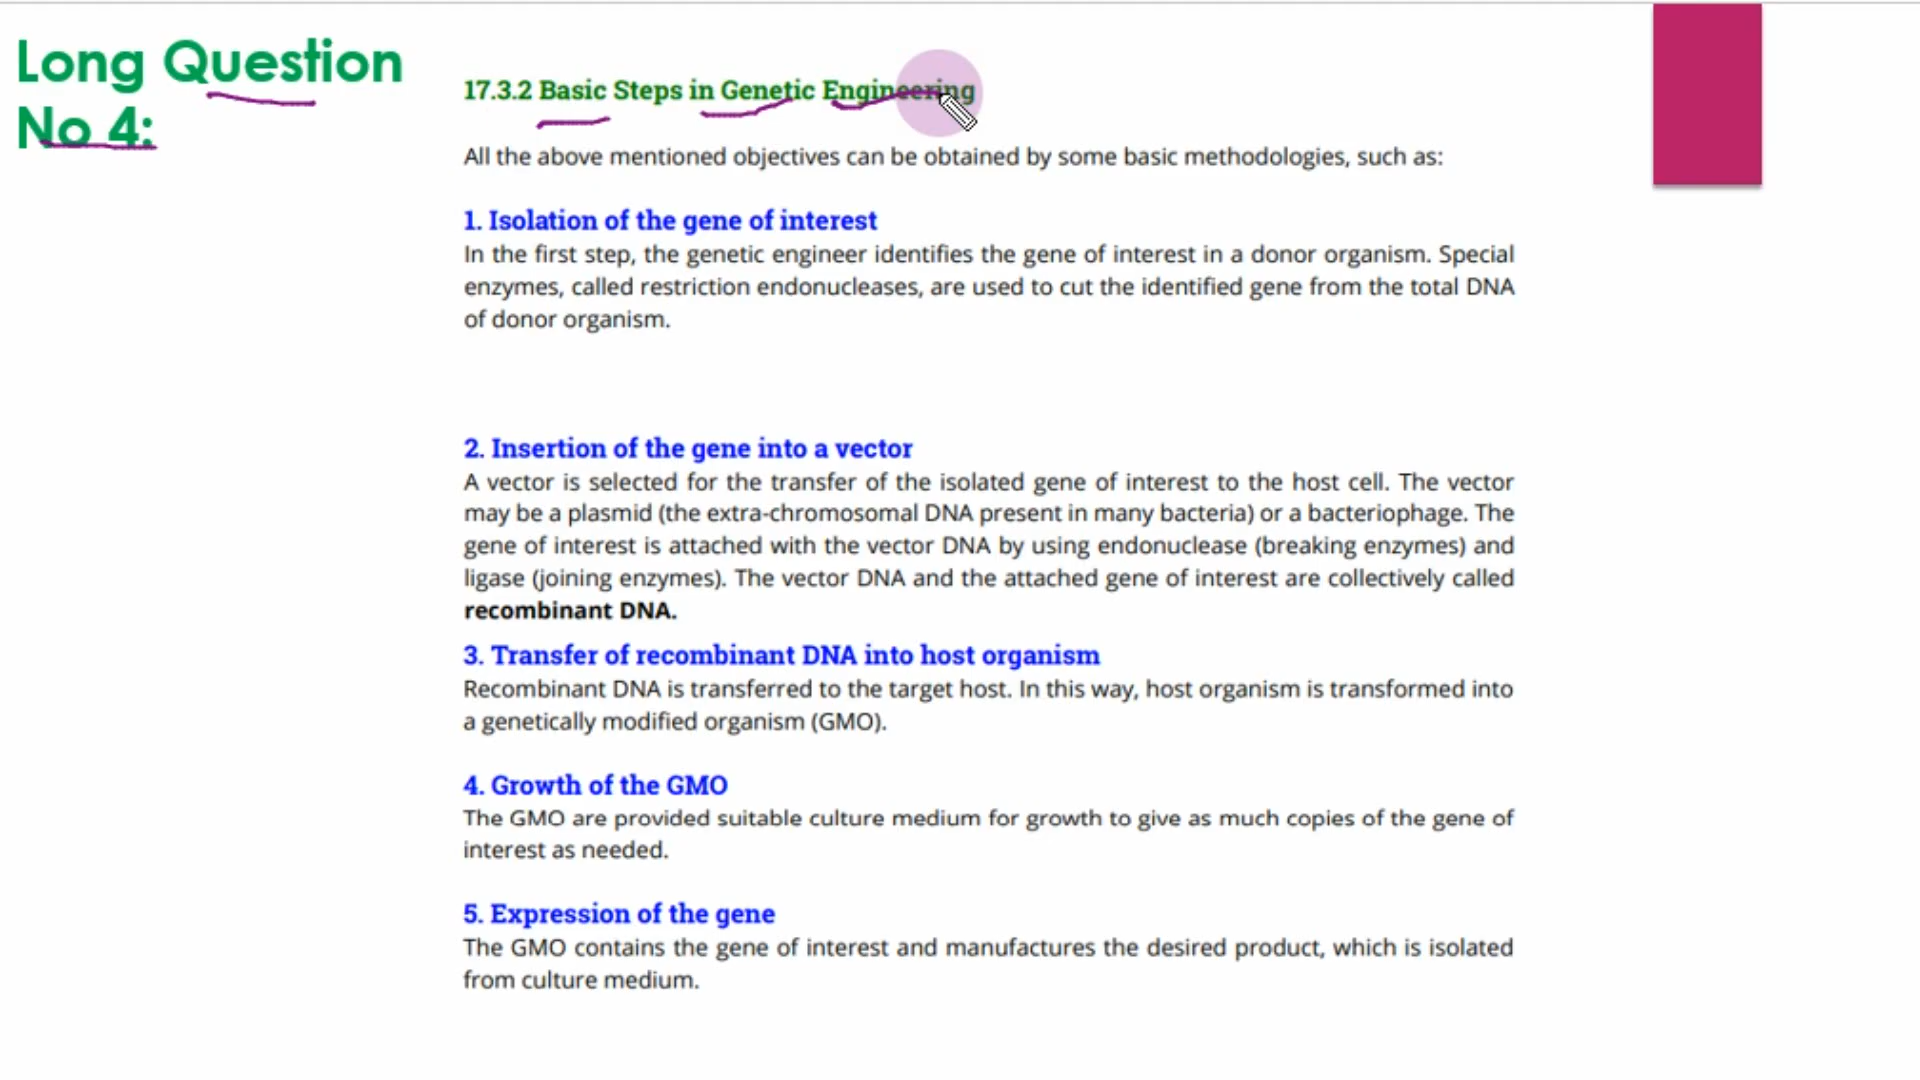 Long Question
No 4:
17.3.2 Basic Steps in Genetic Engineering
All the above mentioned objectives can be obtained by some basic methodologies, such as:
1. Isolation of the gene of interest
In the first step, the genetic engineer identifies the gene of interest in a donor organism. Special
enzymes, called restriction endonucleases, are used to cut the identified gene from the total DNA
of donor organism.
2. Insertion of the gene into a vector
A vector is selected for the transfer of the isolated gene of interest to the host cell. The vector
may be a plasmid (the extra-chromosomal DNA present in many bacteria) or a bacteriophage. The
gene of interest is attached with the vector DNA by using endonuclease (breaking enzymes) and
ligase (joining enzymes). The vector DNA and the attached gene of interest are collectively called
recombinant DNA.
3. Transfer of recombinant DNA into host organism
Recombinant DNA is transferred to the target host. In this way, host organism is transformed into
a genetically modified organism (GMO).
4. Growth of the GMO
The GMO are provided suitable culture medium for growth to give as much copies of the gene of
interest as needed.
5. Expression of the gene
The GMO contains the gene of interest and manufactures the desired product, which is isolated
from culture medium.